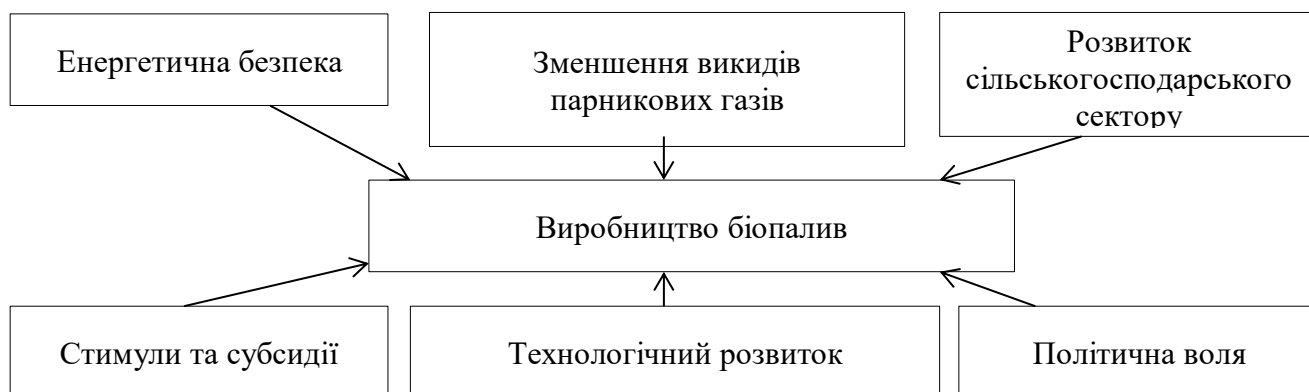 Енергетична безпека
Зменшення викидів
парникових газів
Розвиток
сільськогосподарського
сектору
Виробництво біопалив
Стимули та субсидії
Технологічний розвиток
Політична воля